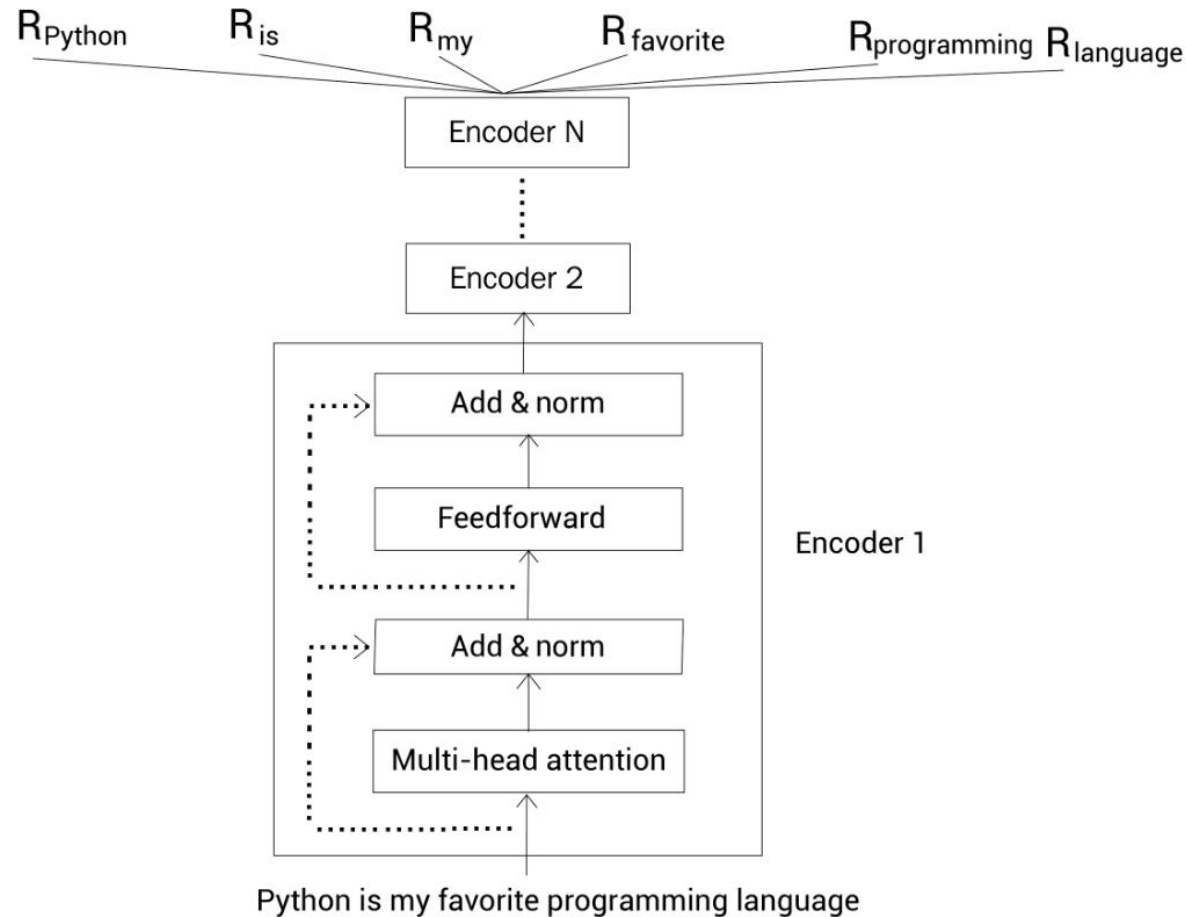 RPython Ris Rmy Rfavorite Rprogramming Rlanguage
Encoder N
Encoder 2
Add & norm
Feedforward
Encoder 1
Add & norm
Multi-head attention
Python is my favorite programming language